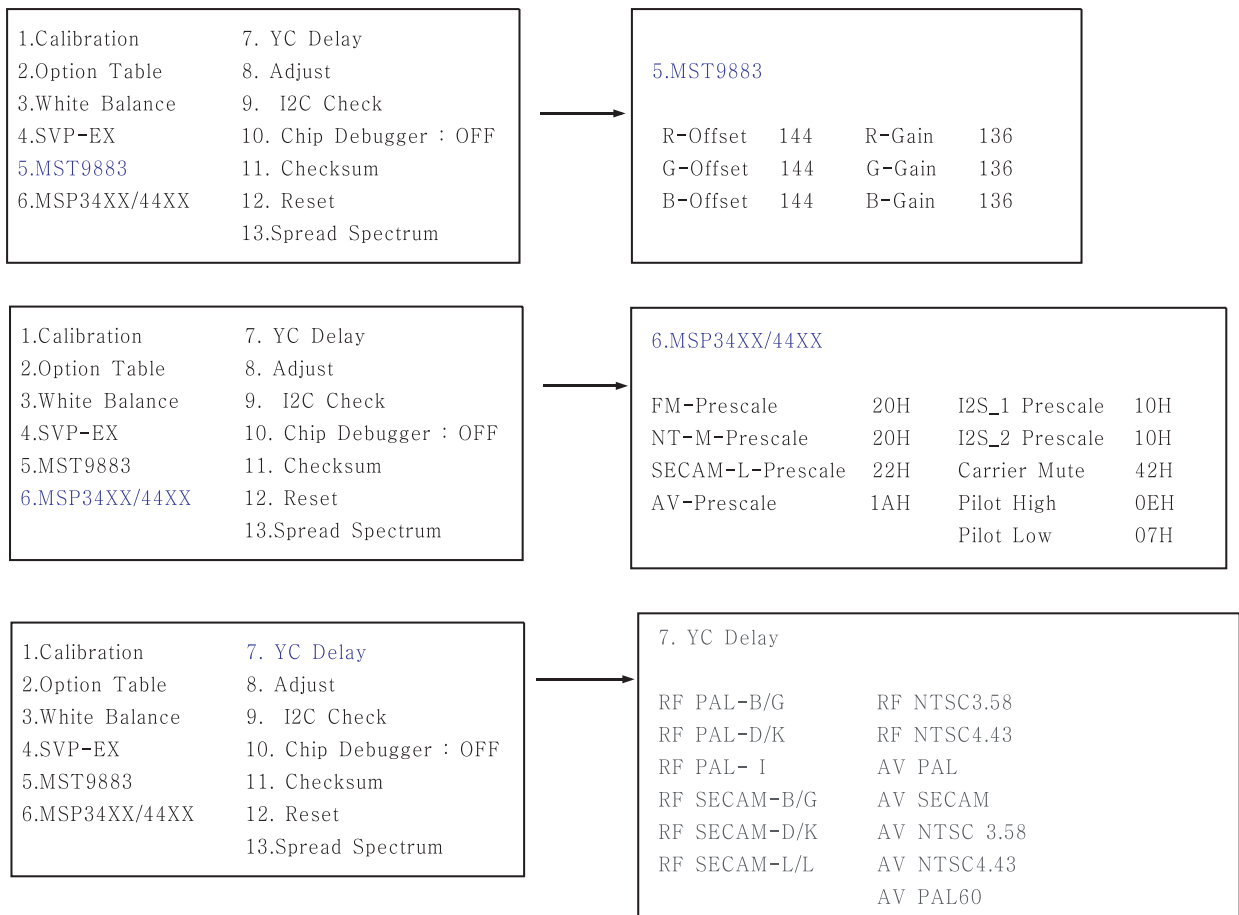 1.Calibration 7. YC Delay
2.Option Table 8. Adjust
3.White Balance 9. I2C Check
4.SVP-EX 10. Chip Debugger : OFF
5.MST9883 11. Checksum
6.MSP34XX/44XX 12. Reset
13.Spread Spectrum
5.MST9883
R-Offset 144 R-Gain 136
G-Offset 144 G-Gain 136
B-Offset 144 B-Gain 136
1.Calibration 7. YC Delay
2.Option Table 8. Adjust
3.White Balance 9. I2C Check
4.SVP-EX 10. Chip Debugger : OFF
5.MST9883 11. Checksum
6.MSP34XX/44XX 12. Reset
13.Spread Spectrum
6.MSP34XX/44XX
FM-Prescale 20H I2S_1 Prescale 10H
NT-M-Prescale 20H I2S_2 Prescale 10H
SECAM-L-Prescale 22H Carrier Mute 42H
AV-Prescale 1AH Pilot High 0EH
Pilot Low 07H
1.Calibration 7. YC Delay
2.Option Table 8. Adjust
3.White Balance 9. I2C Check
4.SVP-EX 10. Chip Debugger : OFF
5.MST9883 11. Checksum
6.MSP34XX/44XX 12. Reset
13.Spread Spectrum
7. YC Delay
RF PAL-B/G RF NTSC3.58
RF PAL-D/K RF NTSC4.43
RF PAL- I AV PAL
RF SECAM-B/G AV SECAM
RF SECAM-D/K AV NTSC 3.58
RF SECAM-L/L AV NTSC4.43
AV PAL60